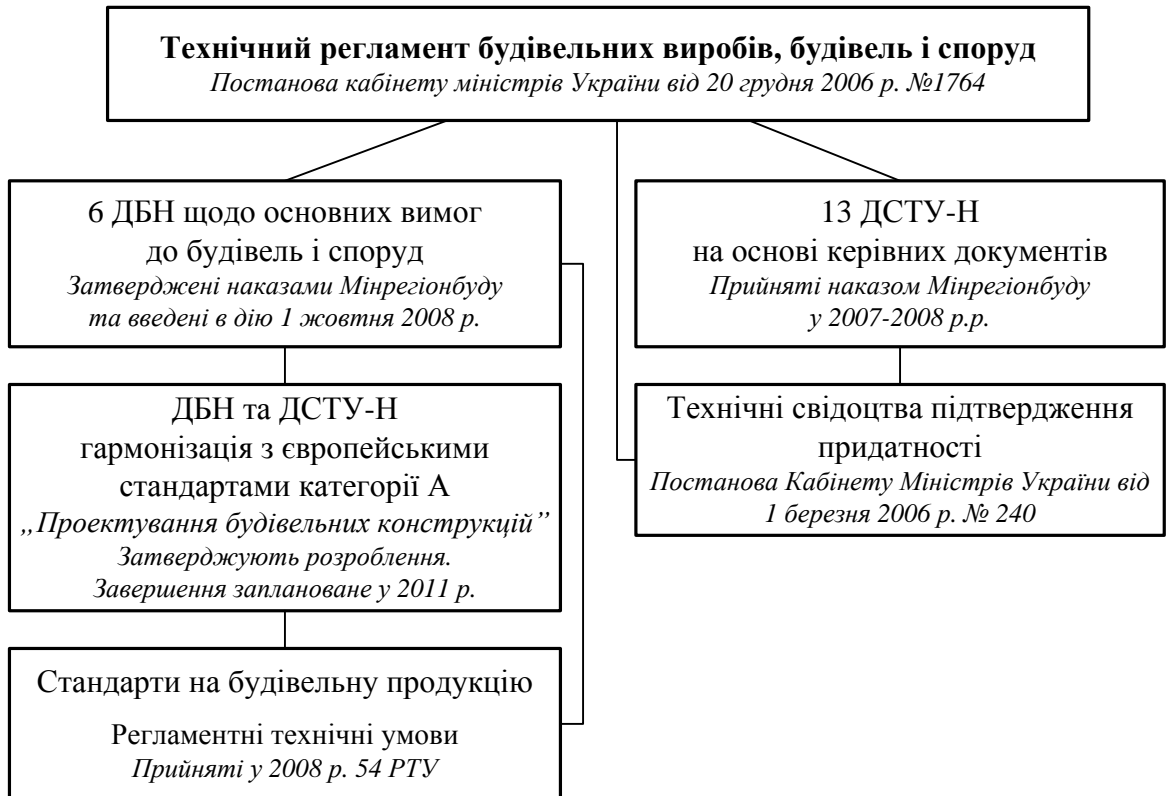 Технічний регламент будівельних виробів, будівель і споруд
Постанова кабінету міністрів України від 20 грудня 2006 р. №1764
6 ДБН щодо основних вимог
до будівель і споруд
Затверджені наказами Мінрегіонбуду
та введені в дію 1 жовтня 2008 р.
ДБН та ДСТУ-Н
гармонізація з європейськими
стандартами категорії А
„Проектування будівельних конструкцій”
Затверджують розроблення.
Завершення заплановане у 2011 р.
Стандарти на будівельну продукцію
Регламентні технічні умови
Прийняті у 2008 р. 54 РТУ
13 ДСТУ-Н
на основі керівних документів
Прийняті наказом Мінрегіонбуду
у 2007-2008 р.р.
Технічні свідоцтва підтвердження
придатності
Постанова Кабінету Міністрів України від
1 березня 2006 р. № 240